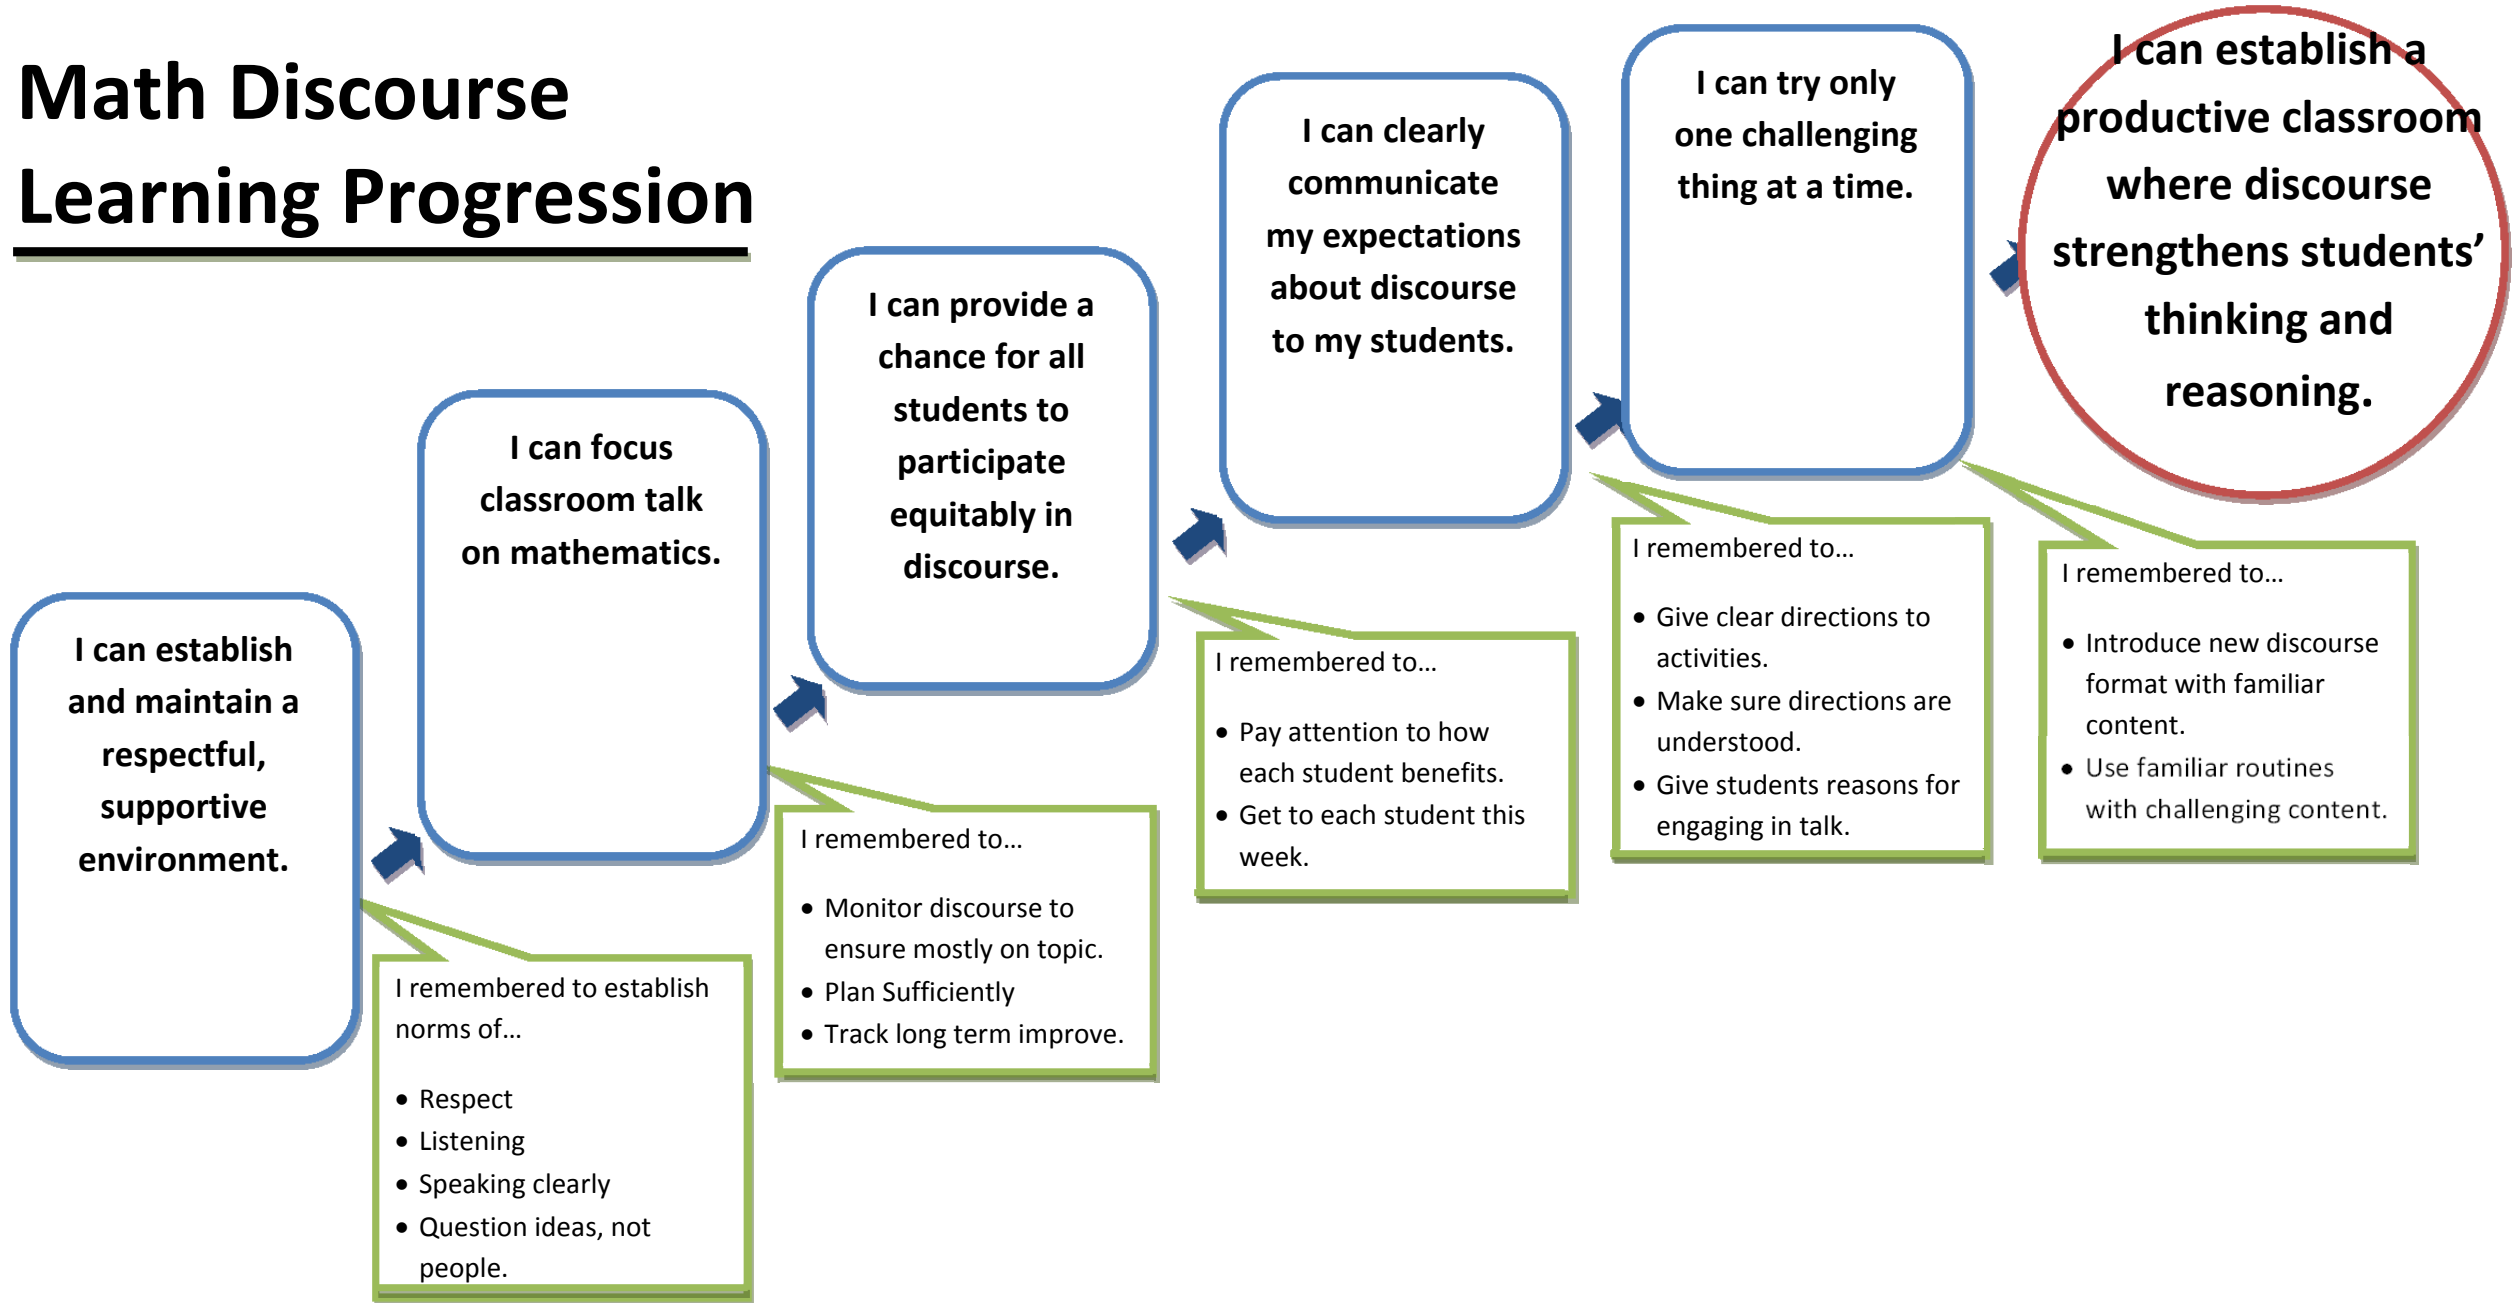 Math Discourse
Learning Progression
I can establish
and maintain a
respectful,
supportive
environment.
I remembered to establish
norms of…
• Respect
• Listening
• Speaking clearly
• Question ideas, not
people.
I can focus
classroom talk
on mathematics.
I remembered to…
• Monitor discourse to
ensure mostly on topic.
• Plan Sufficiently
• Track long term improve.
I can provide a
chance for all
students to
participate
equitably in
discourse.
I remembered to…
• Pay attention to how
each student benefits.
• Get to each student this
week.
I can clearly
communicate
my expectations
about discourse
to my students.
I remembered to…
• Give clear directions to
activities.
• Make sure directions are
understood.
• Give students reasons for
engaging in talk.
I can try only
one challenging
thing at a time.
I remembered to…
• Introduce new discourse
format with familiar
content.
• Use familiar routines
with challenging content.
I can establish a
productive classroom
where discourse
strengthens students’
thinking and
reasoning.